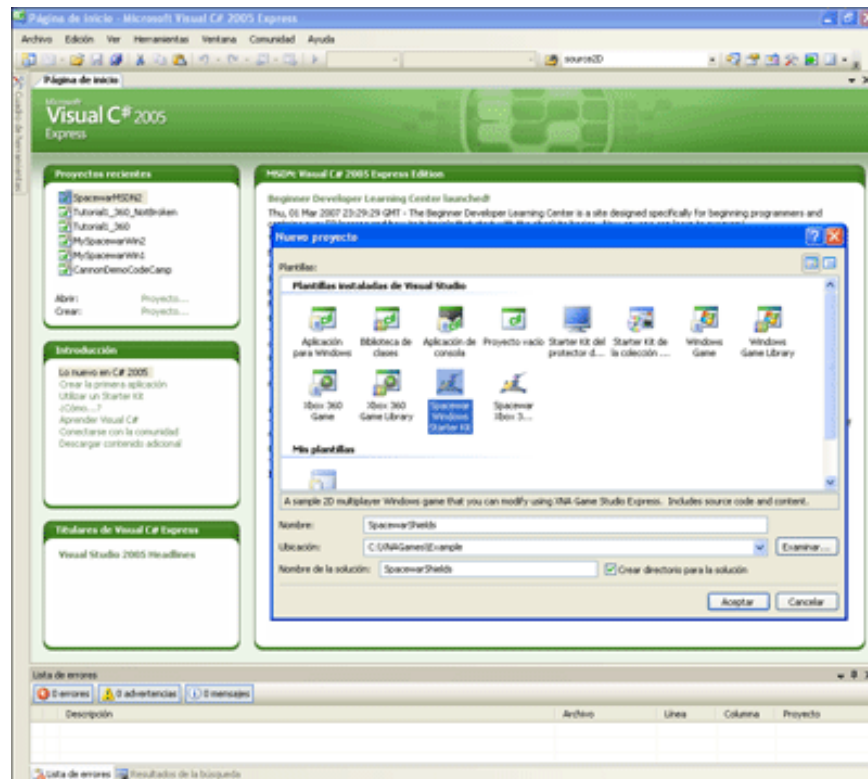 Página de inicio - Microsoft Visual C# 2005 Express
Archivo Edición Ver Herramientas Ventana Comunidad Ayuda
source2D
Cuadro de herramientas
Página de inicio
Microsoft
Visual C# 2005
Express
Proyectos recientes
SpacewarMSDN2
Tutorials_360_NotBroken
Tutorials_360
MySpacewarWin2
MySpacewarWin1
CannonDemoCodeCamp
Abrir: Proyecto...
Crear: Proyecto...
Introducción
Lo nuevo en C# 2005
Crear la primera aplicación
Utilizar un Starter Kit
¿Cómo...?
Aprender Visual C#
Conectarse con la comunidad
Descargar contenido adicional
Titulares de Visual C# Express
Visual Studio 2005 Headlines
MSDN: Visual C# 2005 Express Edition
Beginner Developer Learning Center launched!
Thu, 01 Mar 2007 23:29:29 GMT - The Beginner Developer Learning Center is a site designed specifically for beginning programmers and
Nuevo proyecto
Plantillas:
Plantillas instaladas de Visual Studio
Aplicación para Windows
Biblioteca de clases
Aplicación de consola
Proyecto vacío
Starter Kit del protector d...
Starter Kit de la colección ...
Windows Game
Windows Game Library
Xbox 360 Game
Xbox 360 Game Library
Spacewar Windows Starter Kit
Spacewar Xbox 3...
Mis plantillas
A sample 2D multiplayer Windows game that you can modify using XNA Game Studio Express. Includes source code and content.
Nombre: SpacewarShields
Ubicación: C:\XNAGames\Example
Examinar...
Nombre de la solución: SpacewarShields
Crear directorio para la solución
Aceptar Cancelar
Lista de errores
0 errores 0 advertencias 0 mensajes
Descripción Archivo Línea Columna Proyecto
Lista de errores Resultados de la búsqueda